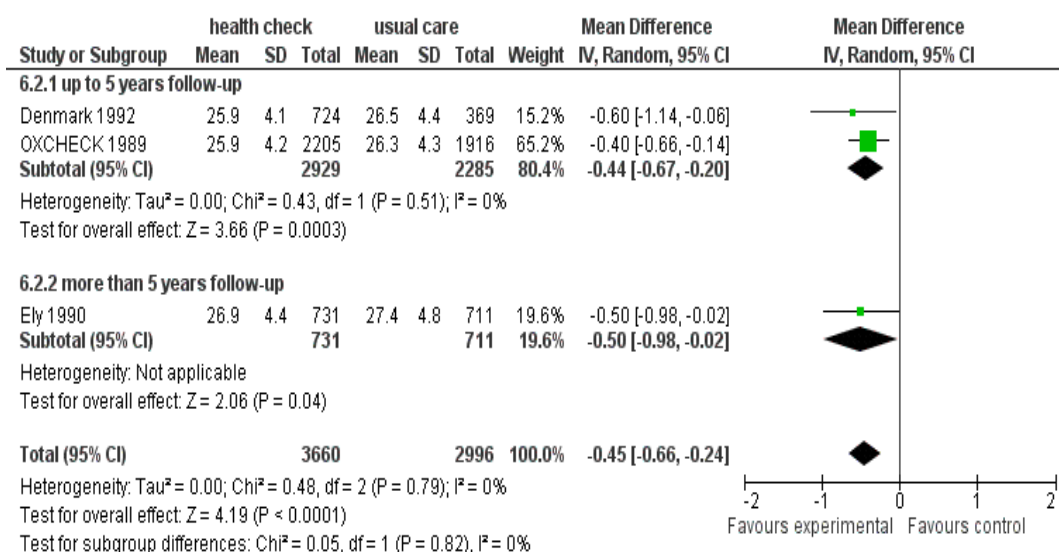 health check usual care Mean Difference Mean Difference
Study or Subgroup Mean SD Total Mean SD Total Weight IV, Random, 95% CI IV, Random, 95% CI
6.2.1 up to 5 years follow-up
Denmark 1992 25.9 4.1 724 26.5 4.4 369 15.2% -0.60 [-1.14, -0.06]
OXCHECK 1989 25.9 4.2 2205 26.3 4.3 1916 65.2% -0.40 [-0.66, -0.14]
Subtotal (95% CI) 2929 2285 80.4% -0.44 [-0.67, -0.20]
Heterogeneity: Tau² = 0.00; Chi² = 0.43, df = 1 (P = 0.51); I² = 0%
Test for overall effect: Z = 3.66 (P = 0.0003)
6.2.2 more than 5 years follow-up
Ely 1990 26.9 4.4 731 27.4 4.8 711 19.6% -0.50 [-0.98, -0.02]
Subtotal (95% CI) 731 711 19.6% -0.50 [-0.98, -0.02]
Heterogeneity: Not applicable
Test for overall effect: Z = 2.06 (P = 0.04)
Total (95% CI) 3660 2996 100.0% -0.45 [-0.66, -0.24]
Heterogeneity: Tau² = 0.00; Chi² = 0.48, df = 2 (P = 0.79); I² = 0%
Test for overall effect: Z = 4.19 (P < 0.0001)
Test for subgroup differences: Chi² = 0.05, df = 1 (P = 0.82), I² = 0%
-2 -1 0 1 2
Favours experimental Favours control